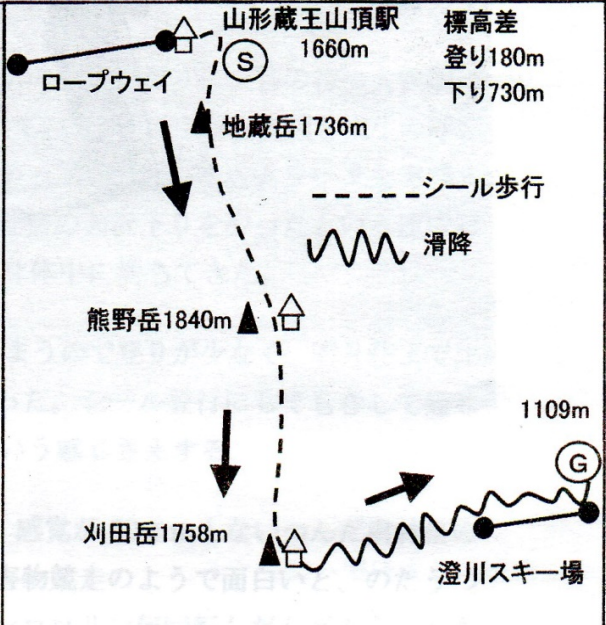 山形蔵王山頂駅
1660m
標高差
登り180m
下り730m
S
ロープウェイ
地蔵岳1736m
シール歩行
滑降
熊野岳1840m
1109m
G
刈田岳1758m
澄川スキー場